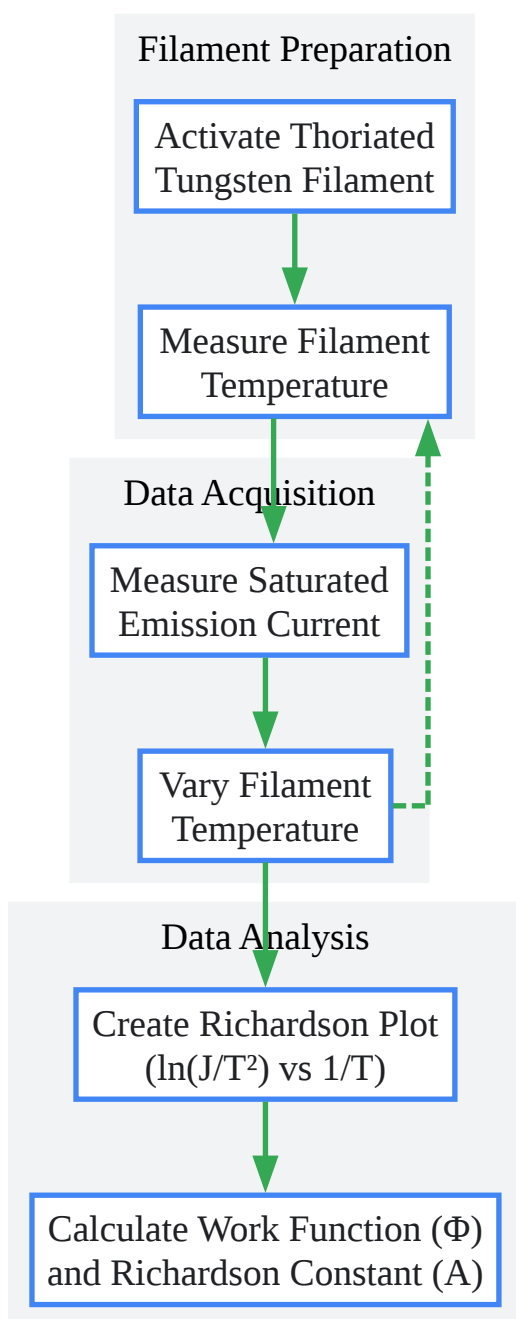 Filament Preparation
Activate Thoriated
Tungsten Filament
Measure Filament
Temperature
Data Acquisition
Measure Saturated
Emission Current
Vary Filament
Temperature
Data Analysis
Create Richardson Plot
(ln(J/T²) vs 1/T)
Calculate Work Function (Φ)
and Richardson Constant (A)